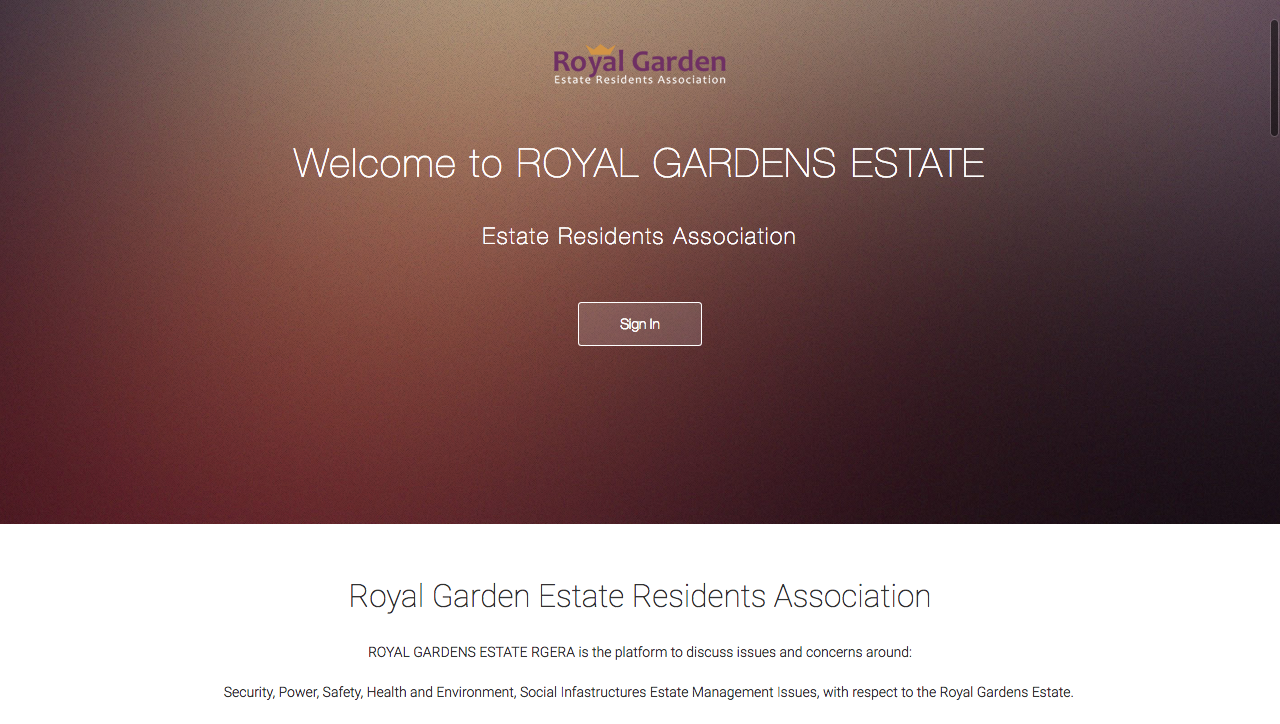 Royal Garden
Estate Residents Association
Welcome to ROYAL GARDENS ESTATE
Estate Residents Association
Sign In
Royal Garden Estate Residents Association
ROYAL GARDENS ESTATE RGERA is the platform to discuss issues and concerns around:
Security, Power, Safety, Health and Environment, Social Infastructures Estate Management Issues, with respect to the Royal Gardens Estate.